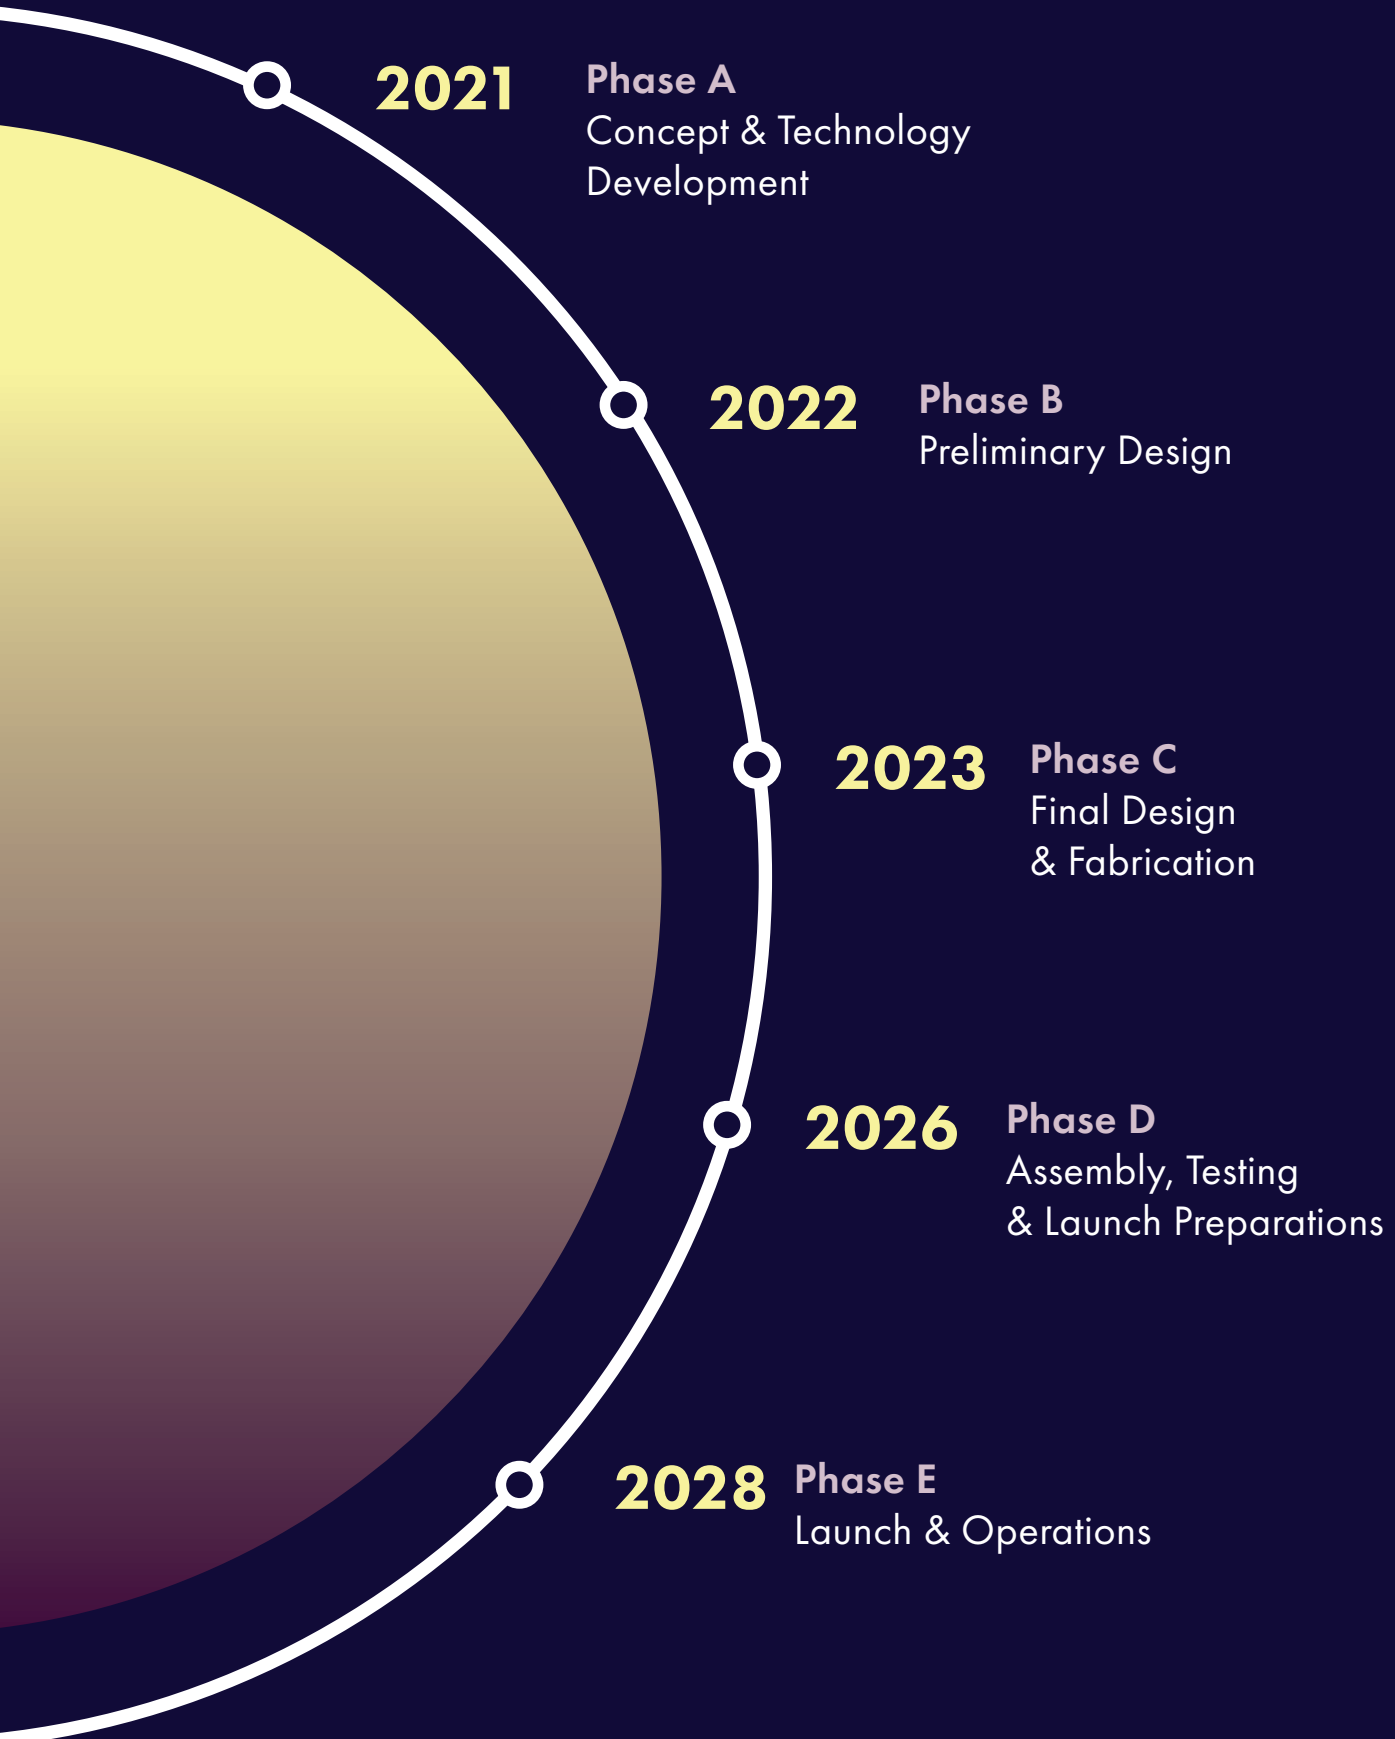 2021 Phase A
Concept & Technology
Development
2022 Phase B
Preliminary Design
2023 Phase C
Final Design
& Fabrication
2026 Phase D
Assembly, Testing
& Launch Preparations
2028 Phase E
Launch & Operations